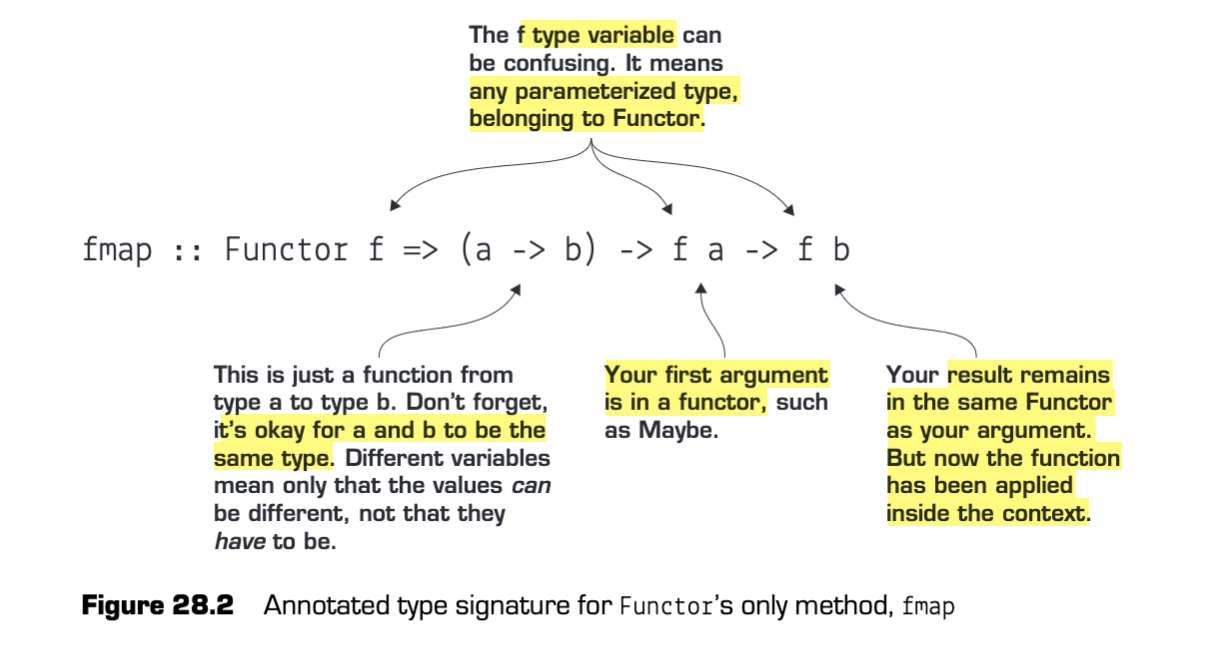 The f type variable can
be confusing. It means
any parameterized type,
belonging to Functor.
fmap :: Functor f => (a -> b) -> f a -> f b
This is just a function from
type a to type b. Don't forget,
it's okay for a and b to be the
same type. Different variables
mean only that the values can
be different, not that they
have to be.
Your first argument
is in a functor, such
as Maybe.
Your result remains
in the same Functor
as your argument.
But now the function
has been applied
inside the context.
Figure 28.2 Annotated type signature for Functor's only method, fmap